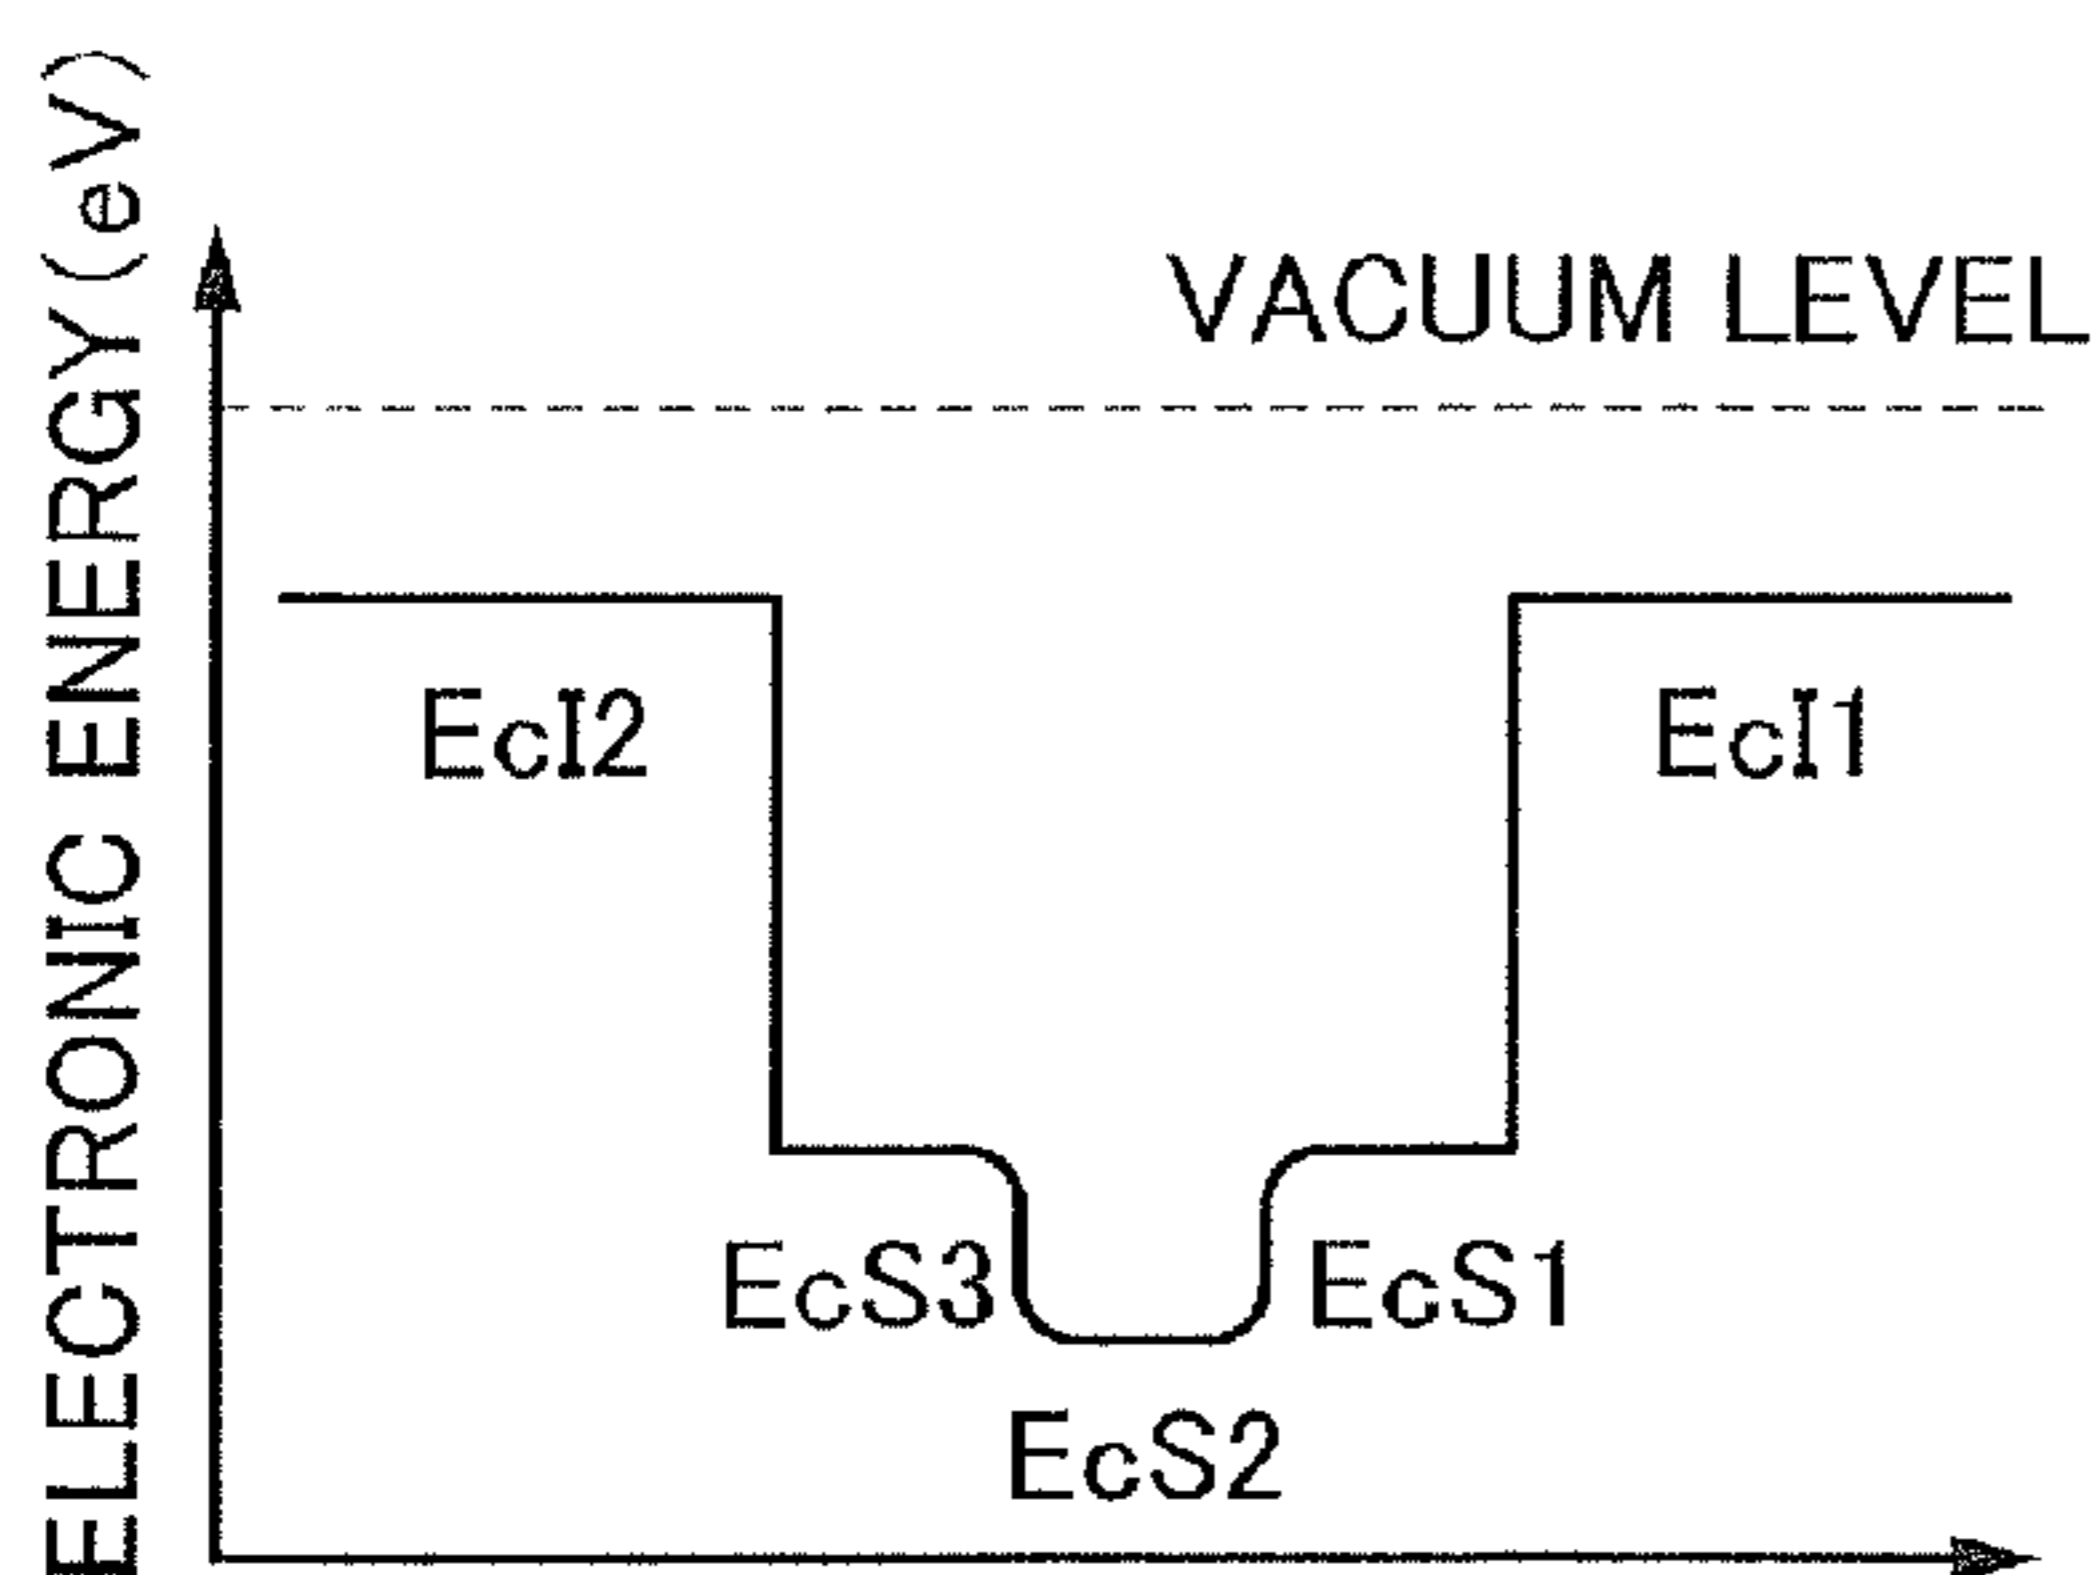 ELECTRONIC ENERGY(eV)
VACUUM LEVEL
EcI2
EcI1
EcS3
EcS1
EcS2